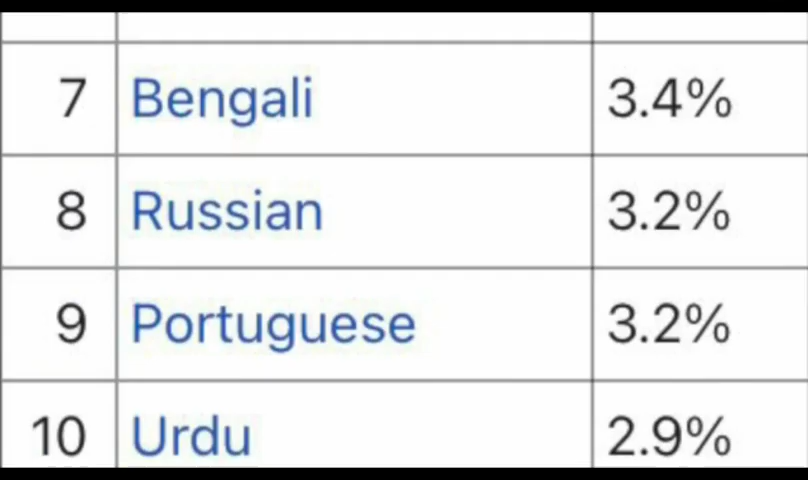 7 Bengali 3.4%
8 Russian 3.2%
9 Portuguese 3.2%
10 Urdu 2.9%